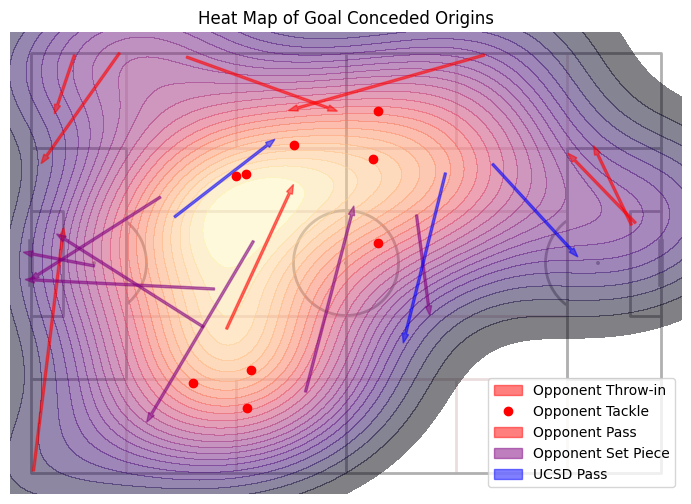 Heat Map of Goal Conceded Origins
Opponent Throw-in
Opponent Tackle
Opponent Pass
Opponent Set Piece
UCSD Pass